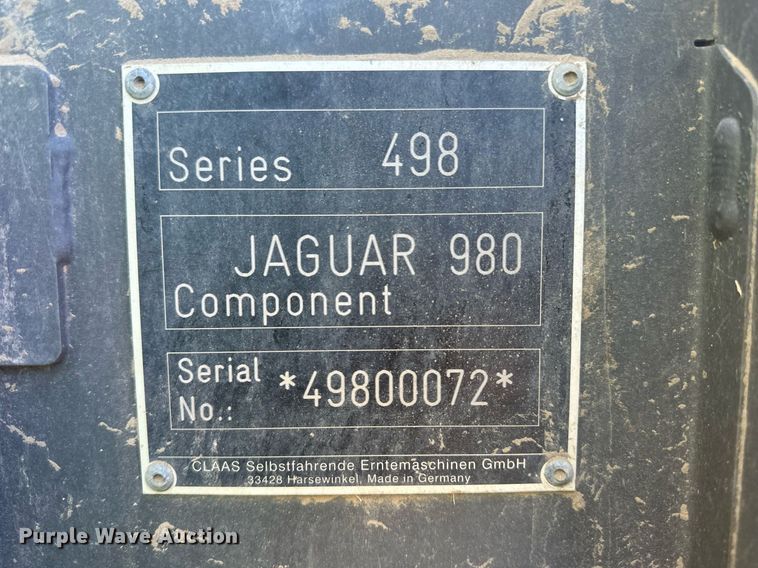 Series 498
JAGUAR 980
Component
Serial
No.: *49800072*
CLAAS Selbstfahrende Erntemaschinen GmbH
33428 Harsewinkel, Made in Germany
Purple Wave Auction